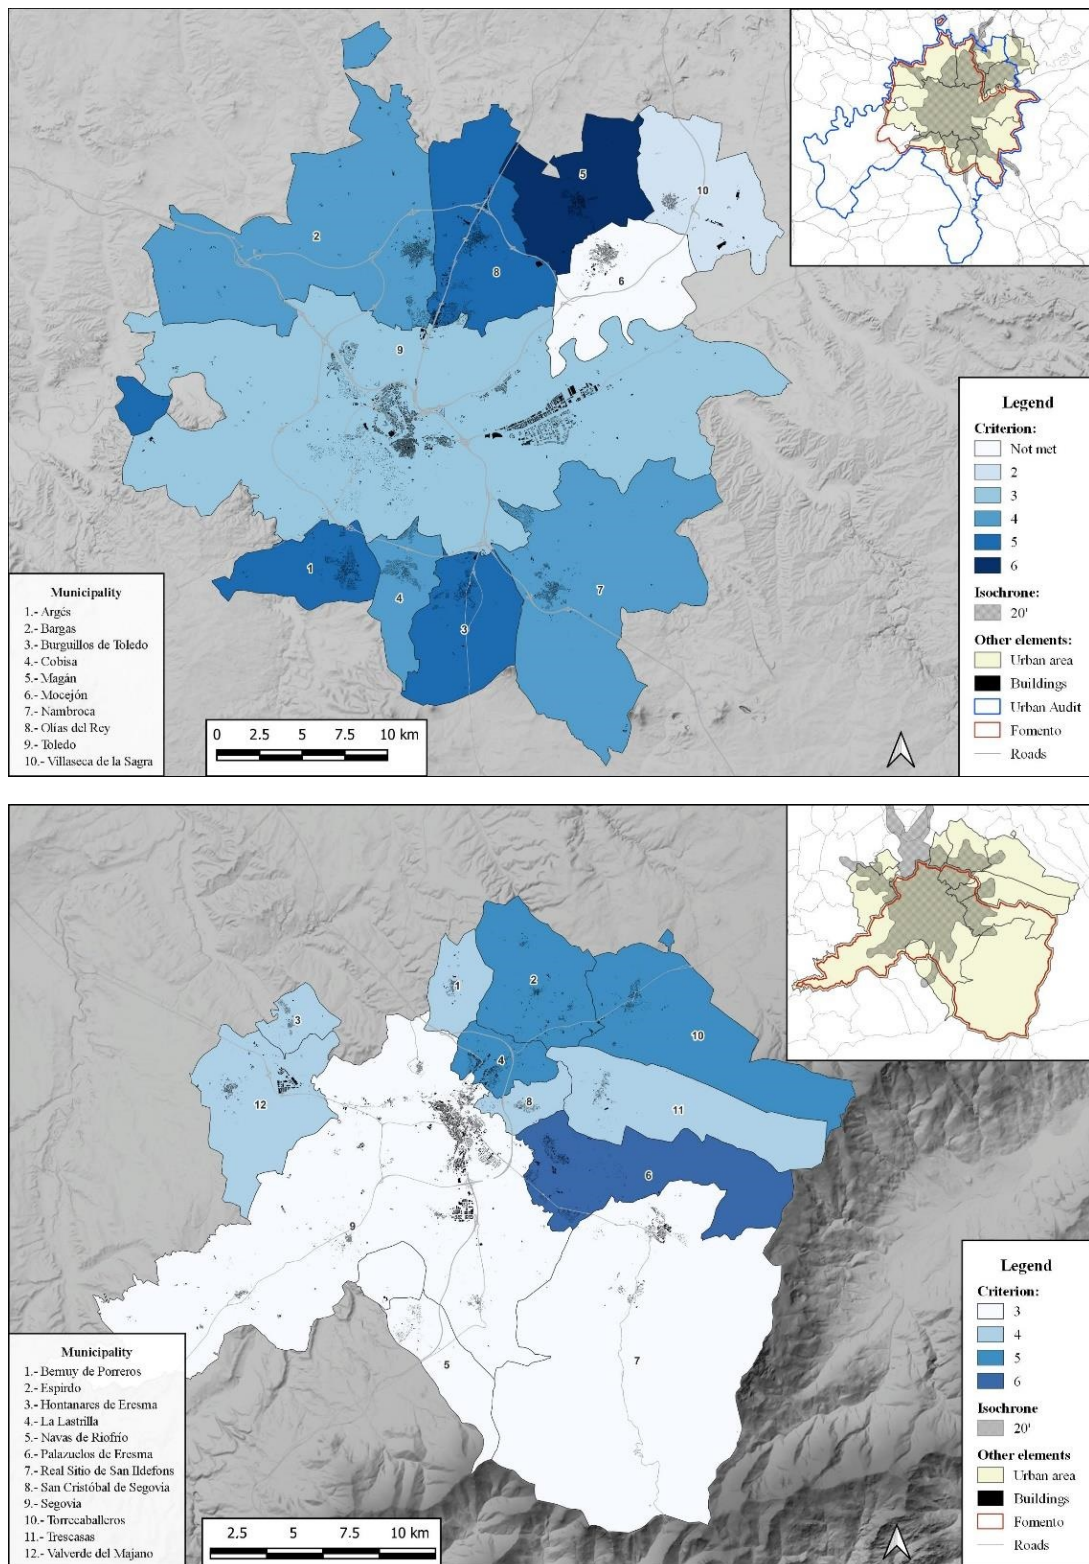 2
5
10
8
6
9
1
4
3
7
Legend
Criterion:
Not met
2
3
4
5
6
Isochrone:
20'
Other elements:
Urban area
Buildings
Urban Audit
Fomento
Roads
Municipality
1.- Argés
2.- Bargas
3.- Burguillos de Toledo
4.- Cobisa
5.- Magán
6.- Mocejón
7.- Nambroca
8.- Olías del Rey
9.- Toledo
10.- Villaseca de la Sagra
0 2.5 5 7.5 10 km
1
2
3
10
4
12
8
11
6
9
5
7
Legend
Criterion:
3
4
5
6
Isochrone
20'
Other elements
Urban area
Buildings
Fomento
Roads
Municipality
1.- Bernuy de Porreros
2.- Espirdo
3.- Hontanares de Eresma
4.- La Lastrilla
5.- Navas de Riofrío
6.- Palazuelos de Eresma
7.- Real Sitio de San Ildefons
8.- San Cristóbal de Segovia
9.- Segovia
10.- Torrecaballeros
11.- Trescasas
12.- Valverde del Majano
2.5 5 7.5 10 km